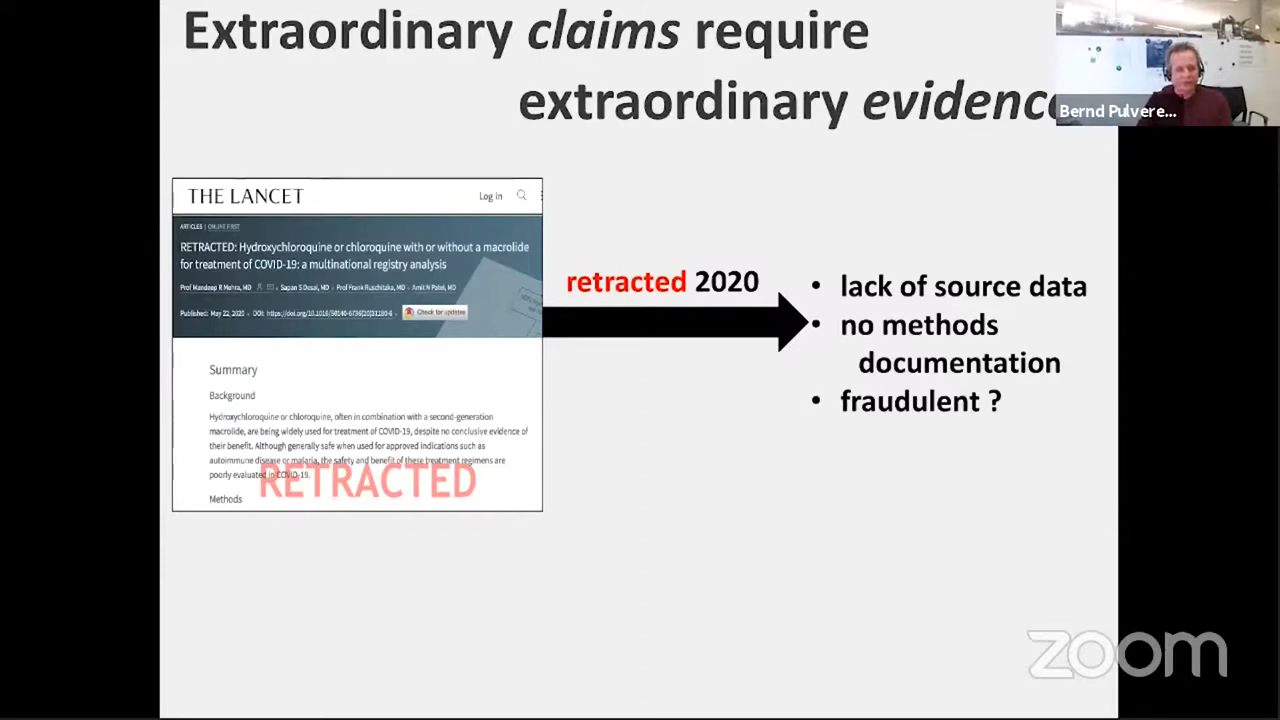 Extraordinary claims require
extraordinary evidenc
Bernd Pulvere...
THE LANCET
Log in
ARTICLES | ONLINE FIRST
RETRACTED: Hydroxychloroquine or chloroquine with or without a macrolide
for treatment of COVID-19: a multinational registry analysis
Prof Mandeep R Mehra, MD • Sapan S Desai, MD • Prof Frank Ruschitzka, MD • Amit N Patel, MD
Published: May 22, 2020 • DOI: https://doi.org/10.1016/S0140-6736(20)31180-6 •
Check for updates
Summary
Background
Hydroxychloroquine or chloroquine, often in combination with a second-generation
macrolide, are being widely used for treatment of COVID-19, despite no conclusive evidence of
their benefit. Although generally safe when used for approved indications such as
autoimmune disease or malaria, the safety and benefit of these treatment regimens are
poorly evaluated in COVID-19.
RETRACTED
Methods
retracted 2020
• lack of source data
• no methods
documentation
• fraudulent ?
zoom